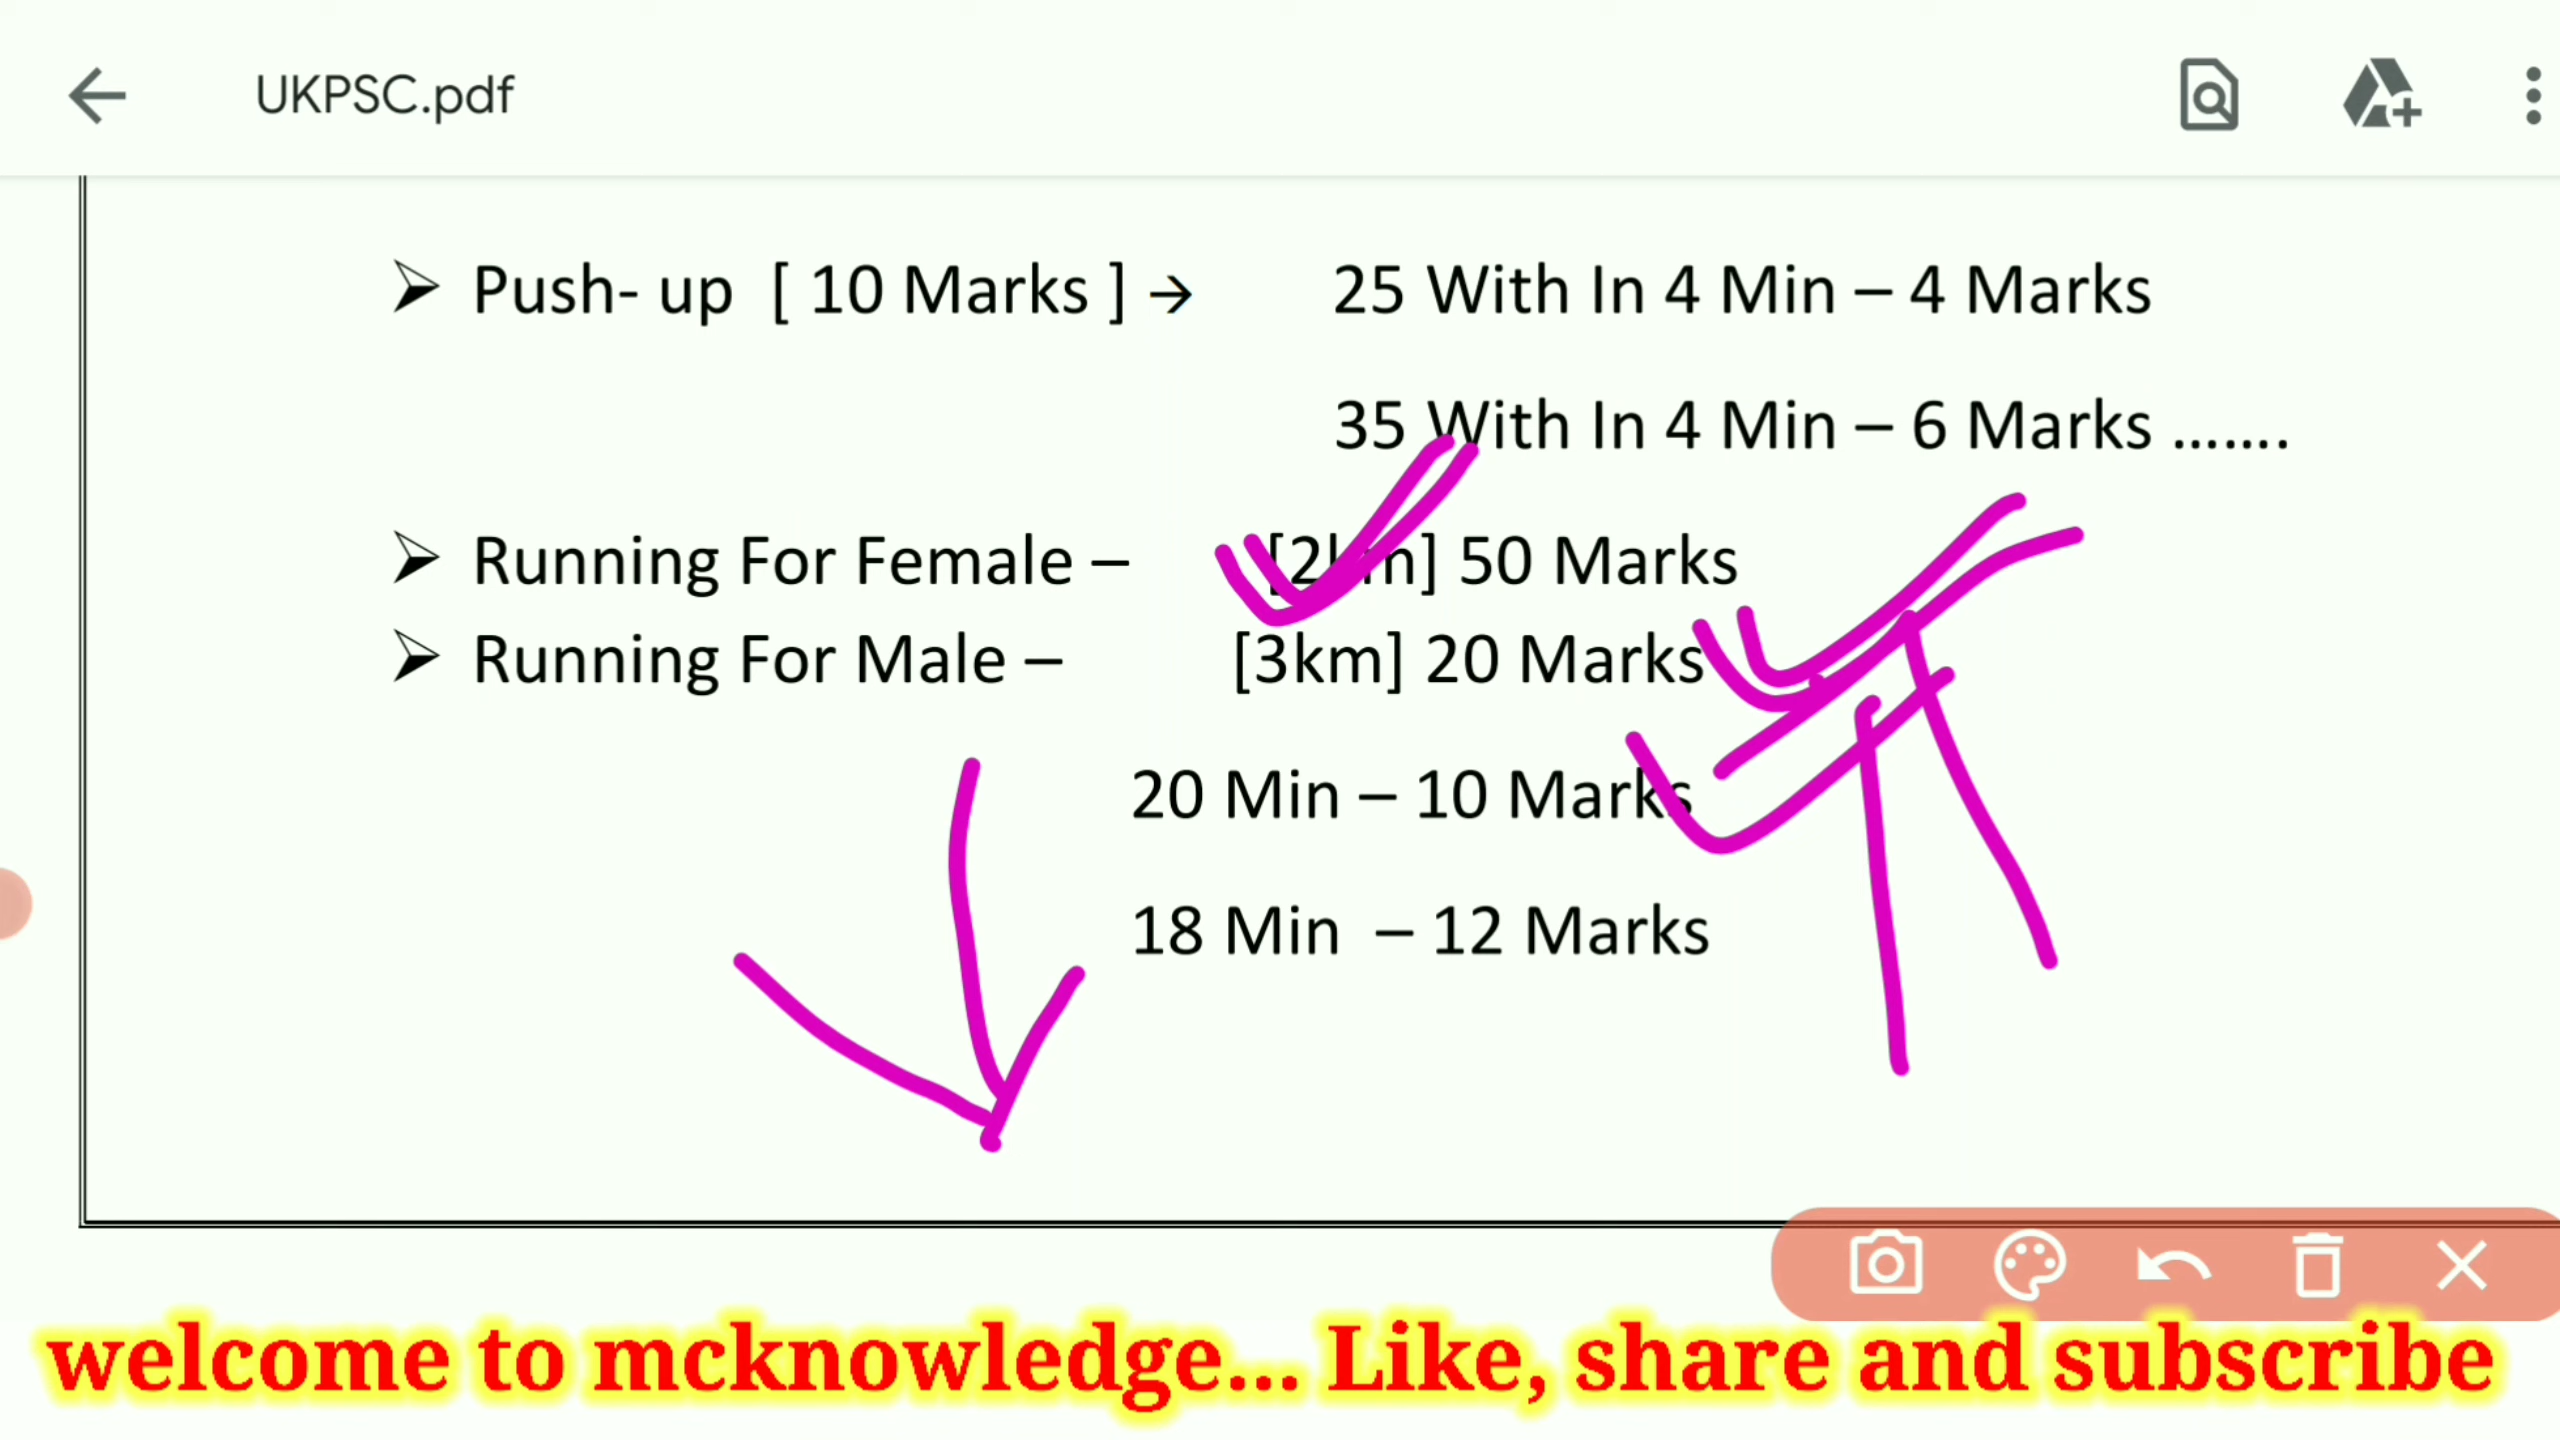 UKPSC.pdf
➢ Push- up [ 10 Marks ] → 25 With In 4 Min – 4 Marks
35 With In 4 Min – 6 Marks .......
➢ Running For Female – [2km] 50 Marks
➢ Running For Male – [3km] 20 Marks
20 Min – 10 Marks
18 Min – 12 Marks
welcome to mcknowledge... Like, share and subscribe